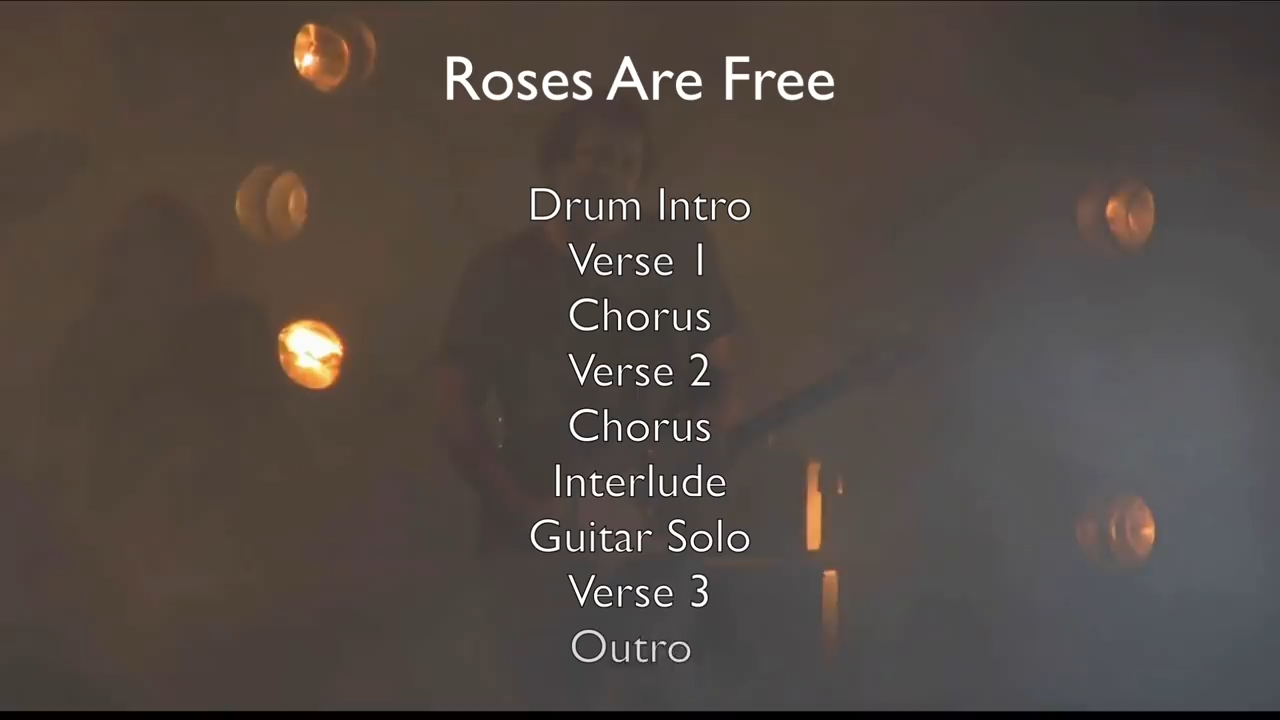 Roses Are Free
Drum Intro
Verse 1
Chorus
Verse 2
Chorus
Interlude
Guitar Solo
Verse 3
Outro